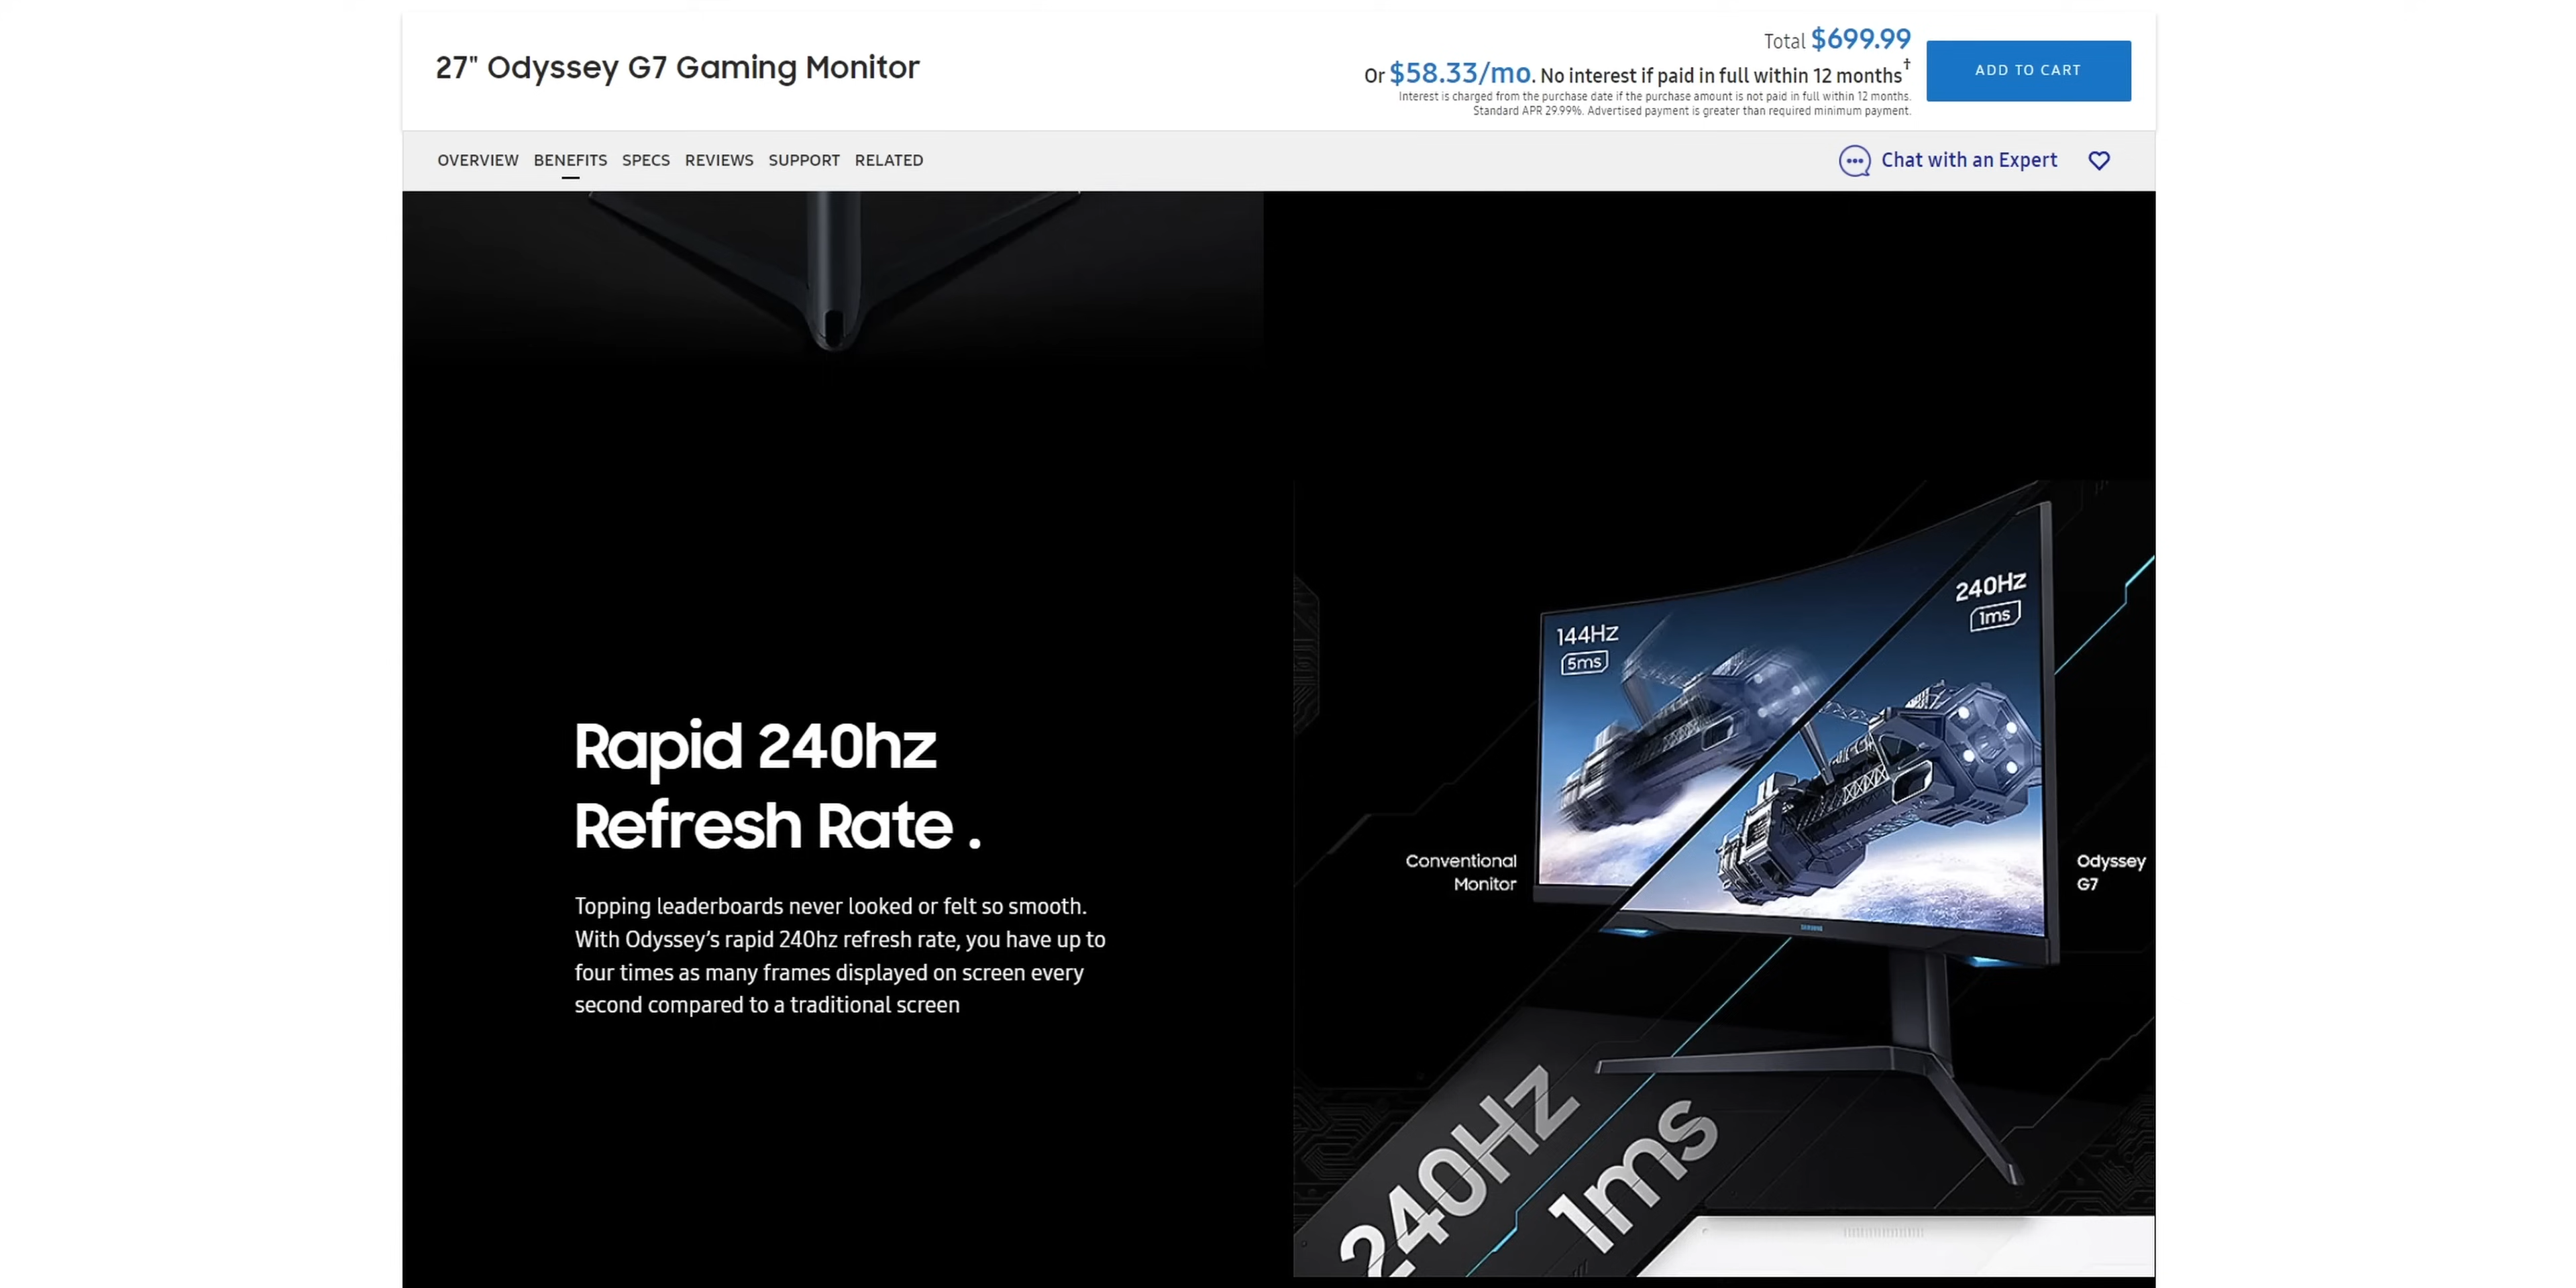 27" Odyssey G7 Gaming Monitor
Total $699.99
Or $58.33/mo. No interest if paid in full within 12 months†
Interest is charged from the purchase date if the purchase amount is not paid in full within 12 months.
Standard APR 29.99%. Advertised payment is greater than required minimum payment.
ADD TO CART
OVERVIEW BENEFITS SPECS REVIEWS SUPPORT RELATED
Chat with an Expert
Rapid 240hz
Refresh Rate .
Topping leaderboards never looked or felt so smooth.
With Odyssey’s rapid 240hz refresh rate, you have up to
four times as many frames displayed on screen every
second compared to a traditional screen
144Hz
5ms
240Hz
1ms
Conventional
Monitor
Odyssey
G7
SAMSUNG
240Hz
1ms